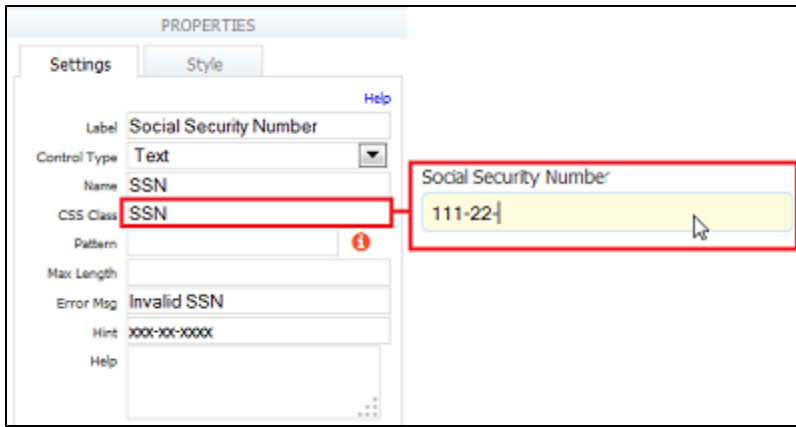 PROPERTIES
Settings Style
Help
Label Social Security Number
Control Type Text
Name SSN
CSS Class SSN
Pattern
Max Length
Error Msg Invalid SSN
Hint xxx-xx-xxxx
Help
Social Security Number
111-22-